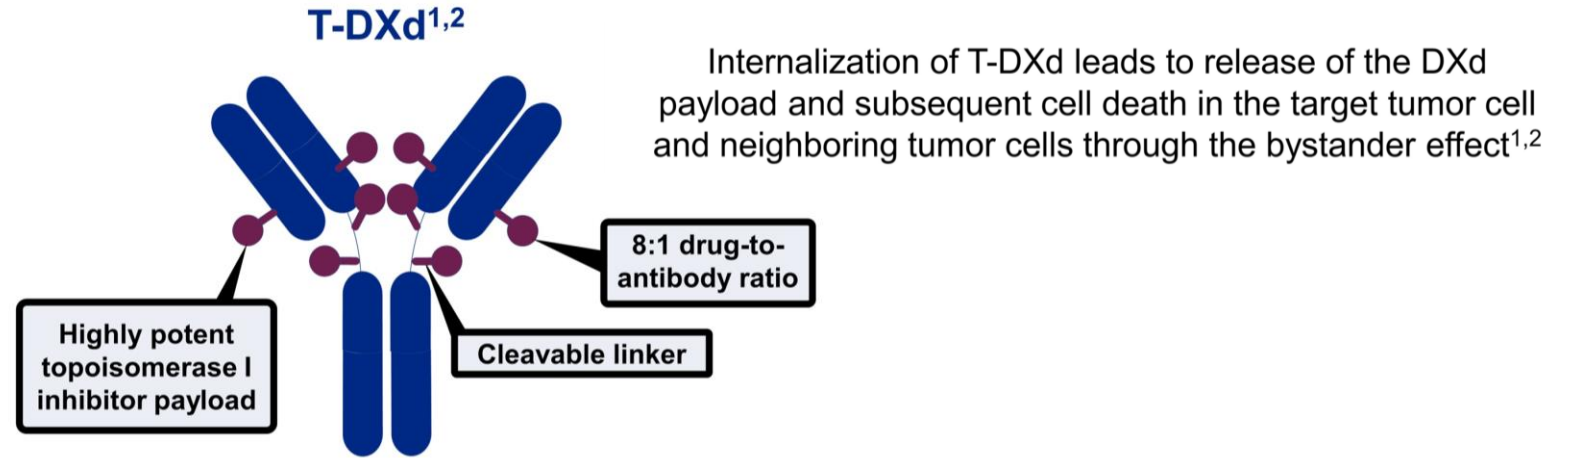 T-DXd1,2
Internalization of T-DXd leads to release of the DXd
payload and subsequent cell death in the target tumor cell
and neighboring tumor cells through the bystander effect1,2
8:1 drug-to-
antibody ratio
Highly potent
topoisomerase I
inhibitor payload
Cleavable linker